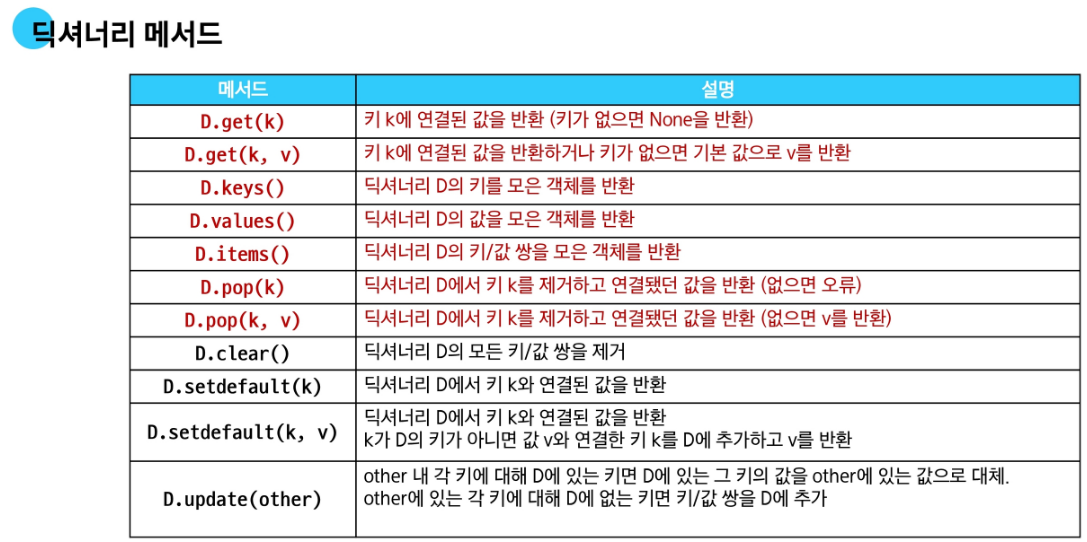 딕셔너리 메서드
메서드 설명
D.get(k) 키 k에 연결된 값을 반환 (키가 없으면 None을 반환)
D.get(k, v) 키 k에 연결된 값을 반환하거나 키가 없으면 기본 값으로 v를 반환
D.keys() 딕셔너리 D의 키를 모은 객체를 반환
D.values() 딕셔너리 D의 값을 모은 객체를 반환
D.items() 딕셔너리 D의 키/값 쌍을 모은 객체를 반환
D.pop(k) 딕셔너리 D에서 키 k를 제거하고 연결됐던 값을 반환 (없으면 오류)
D.pop(k, v) 딕셔너리 D에서 키 k를 제거하고 연결됐던 값을 반환 (없으면 v를 반환)
D.clear() 딕셔너리 D의 모든 키/값 쌍을 제거
D.setdefault(k) 딕셔너리 D에서 키 k와 연결된 값을 반환
D.setdefault(k, v) 딕셔너리 D에서 키 k와 연결된 값을 반환
k가 D의 키가 아니면 값 v와 연결한 키 k를 D에 추가하고 v를 반환
D.update(other) other 내 각 키에 대해 D에 있는 키면 D에 있는 그 키의 값을 other에 있는 값으로 대체.
other에 있는 각 키에 대해 D에 없는 키면 키/값 쌍을 D에 추가